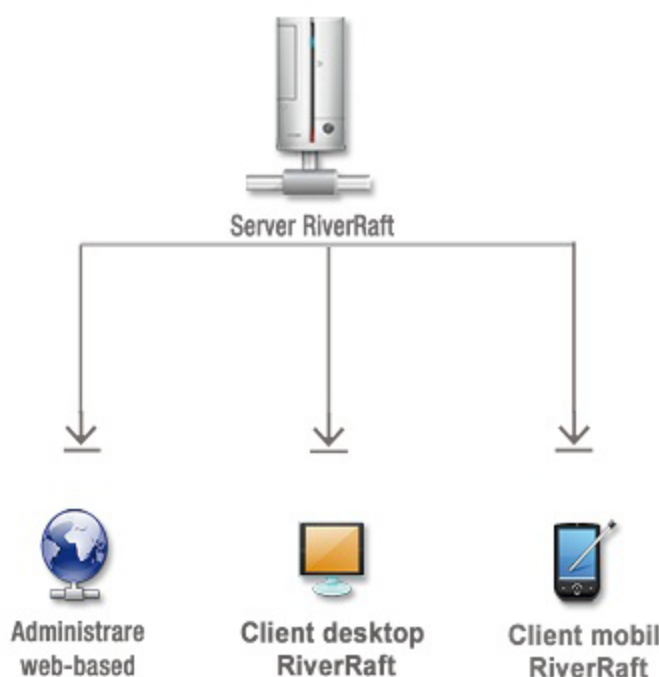 Server RiverRaft
Administrare
web-based
Client desktop
RiverRaft
Client mobil
RiverRaft